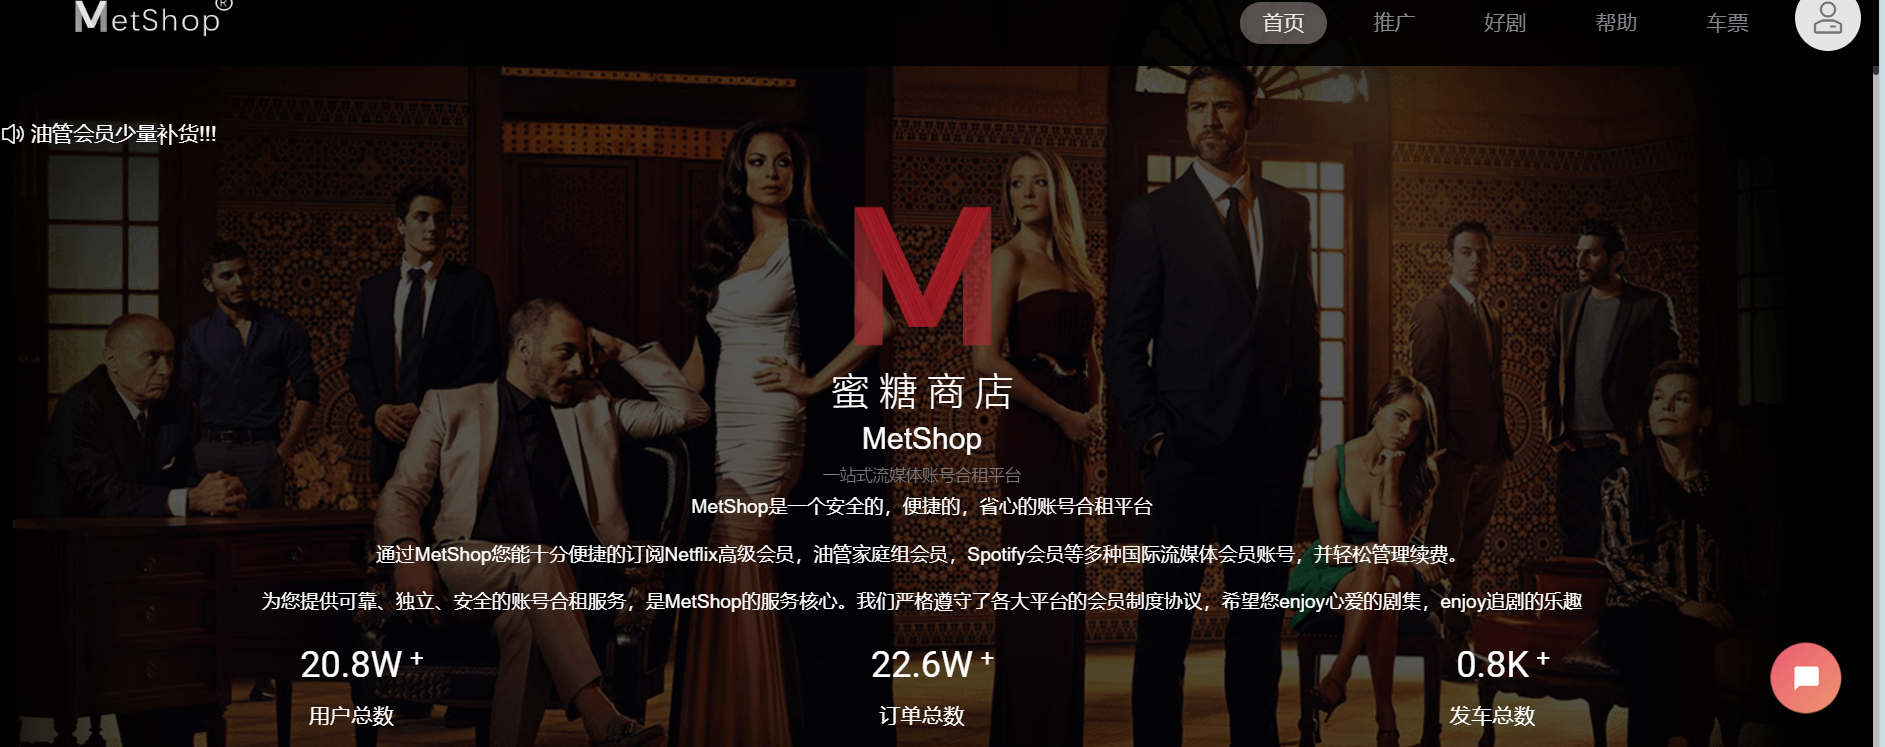 MetShop®
首页 推广 好剧 帮助 车票
油管会员少量补货!!!
M
蜜糖商店
MetShop
一站式流媒体账号合租平台
MetShop是一个安全的，便捷的，省心的账号合租平台
通过MetShop您能十分便捷的订阅Netflix高级会员，油管家庭组会员，Spotify会员等多种国际流媒体会员账号，并轻松管理续费。
为您提供可靠、独立、安全的账号合租服务，是MetShop的服务核心。我们严格遵守了各大平台的会员制度协议，希望您enjoy心爱的剧集，enjoy追剧的乐趣
20.8W + 22.6W + 0.8K +
用户总数 订单总数 发车总数